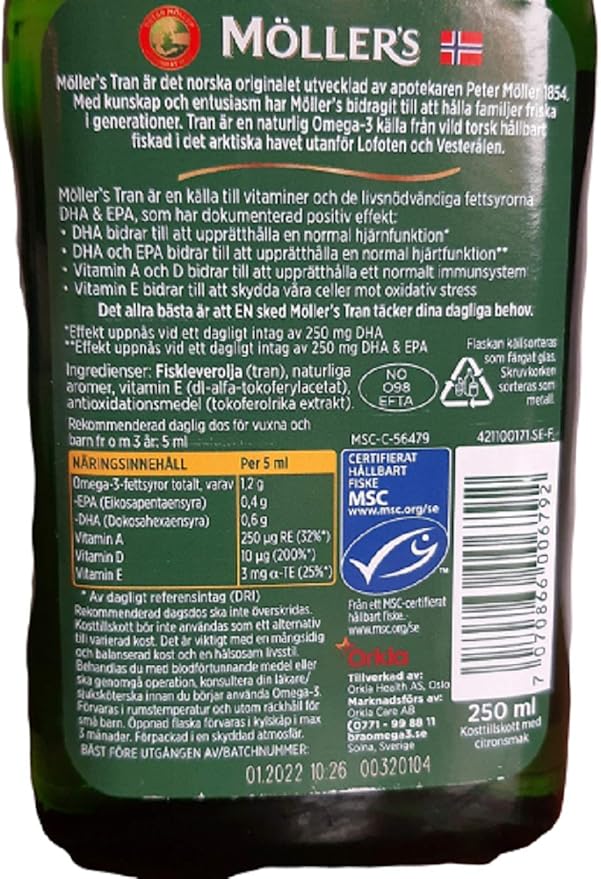 PETER MÖLLER
MÖLLER'S
Möller's Tran är det norska originalet utvecklad av apotekaren Peter Möller 1854.
Med kunskap och entusiasm har Möller's bidragit till att hålla familjer friska
i generationer. Tran är en naturlig Omega-3 källa från vild torsk hållbart
fiskad i det arktiska havet utanför Lofoten och Vesterålen.
Möller's Tran är en källa till vitaminer och de livsnödvändiga fettsyrorna
DHA & EPA, som har dokumenterad positiv effekt:
• DHA bidrar till att upprätthålla en normal hjärnfunktion*
• DHA och EPA bidrar till att upprätthålla en normal hjärtfunktion**
• Vitamin A och D bidrar till att upprätthålla ett normalt immunsystem
• Vitamin E bidrar till att skydda våra celler mot oxidativ stress
Det allra bästa är att EN sked Möller's Tran täcker dina dagliga behov.
*Effekt uppnås vid ett dagligt intag av 250 mg DHA
**Effekt uppnås vid ett dagligt intag av 250 mg DHA & EPA
Ingredienser: Fiskleverolja (tran), naturliga
aromer, vitamin E (dl-alfa-tokoferylacetat),
antioxidationsmedel (tokoferolrika extrakt).
NO
098
EFTA
Flaskan källsorteras
som färgat glas.
Skruvkorken
sorteras som
metall.
Rekommenderad daglig dos för vuxna och
barn fr o m 3 år: 5 ml
MSC-C-56479
421100171.SE-F
NÄRINGSINNEHÅLL Per 5 ml
Omega-3-fettsyror totalt, varav 1,2 g
-EPA (Eikosapentaensyra) 0,4 g
-DHA (Dokosahexaensyra) 0,6 g
Vitamin A 250 µg RE (32%*)
Vitamin D 10 µg (200%*)
Vitamin E 3 mg α-TE (25%*)
CERTIFIERAT
HÅLLBART
FISKE
MSC
www.msc.org/se
TM
Från ett MSC-certifierat
hållbart fiske.
www.msc.org/se
* Av dagligt referensintag (DRI)
Rekommenderad dagsdos ska inte överskridas.
Kosttillskott bör inte användas som ett alternativ
till varierad kost. Det är viktigt med en mångsidig
och balanserad kost och en hälsosam livsstil.
Behandlas du med blodförtunnande medel eller
ska genomgå operation, konsultera din läkare/
sjuksköterska innan du börjar använda Omega-3.
Förvaras i rumstemperatur och utom räckhåll för
små barn. Öppnad flaska förvaras i kylskåp i max
3 månader. Förpackad i en skyddad atmosfär.
BÄST FÖRE UTGÅNGEN AV/BATCHNUMMER:
01.2022 10:26 00320104
Orkla
Tillverkad av:
Orkla Health AS, Oslo
Marknadsförs av:
Orkla Care AB
(0771 - 99 88 11
braomega3.se
Solna, Sverige
7 070866 006792
250 ml
Kosttillskott med
citronsmak